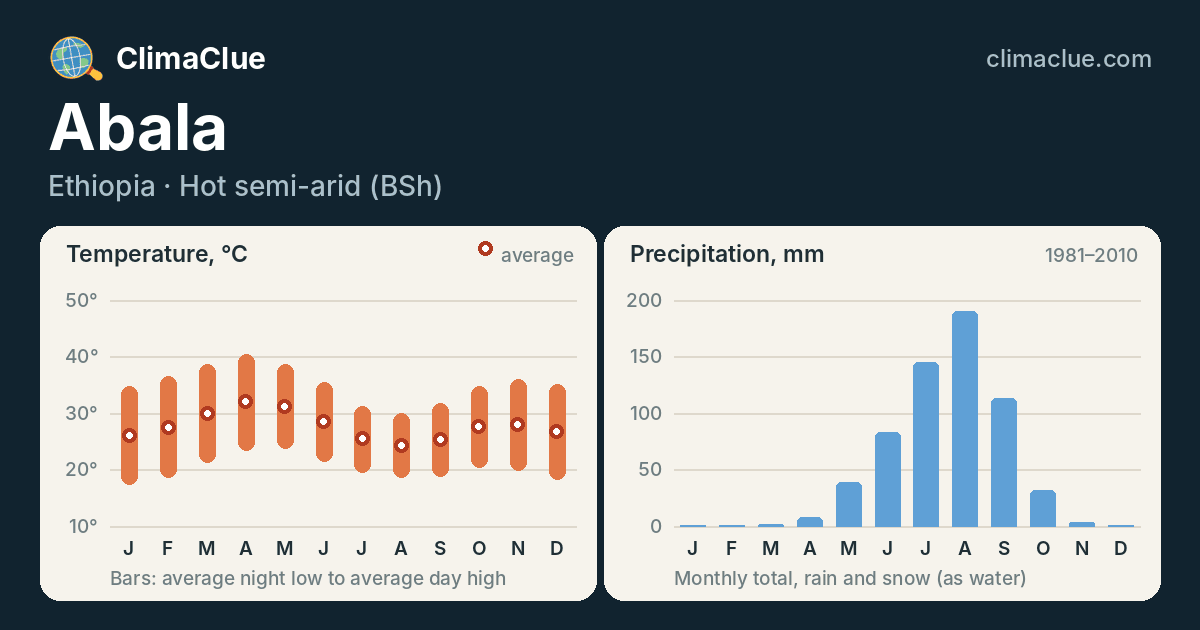 ClimaClue
climaclue.com
Abala
Ethiopia · Hot semi-arid (BSh)
Temperature, °C
average
50°
40°
30°
20°
10°
J F M A M J J A S O N D
Bars: average night low to average day high
Precipitation, mm
1981–2010
200
150
100
50
0
J F M A M J J A S O N D
Monthly total, rain and snow (as water)